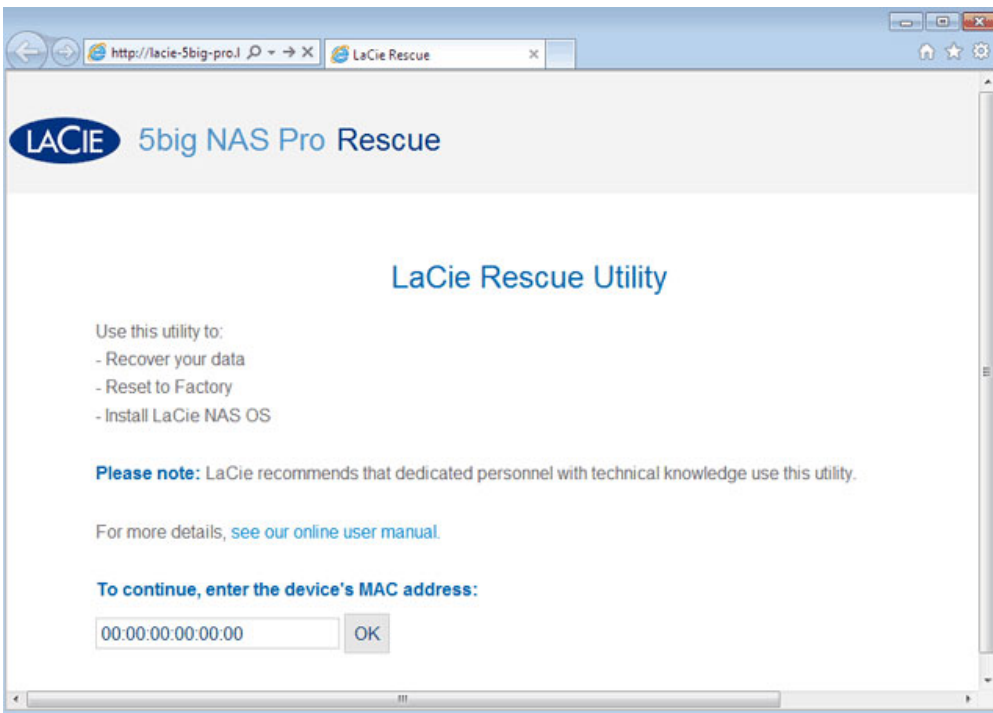 http://lacie-5big-pro.l
LaCie Rescue
LACIE 5big NAS Pro Rescue
LaCie Rescue Utility
Use this utility to:
- Recover your data
- Reset to Factory
- Install LaCie NAS OS
Please note: LaCie recommends that dedicated personnel with technical knowledge use this utility.
For more details, see our online user manual.
To continue, enter the device's MAC address:
00:00:00:00:00:00 OK